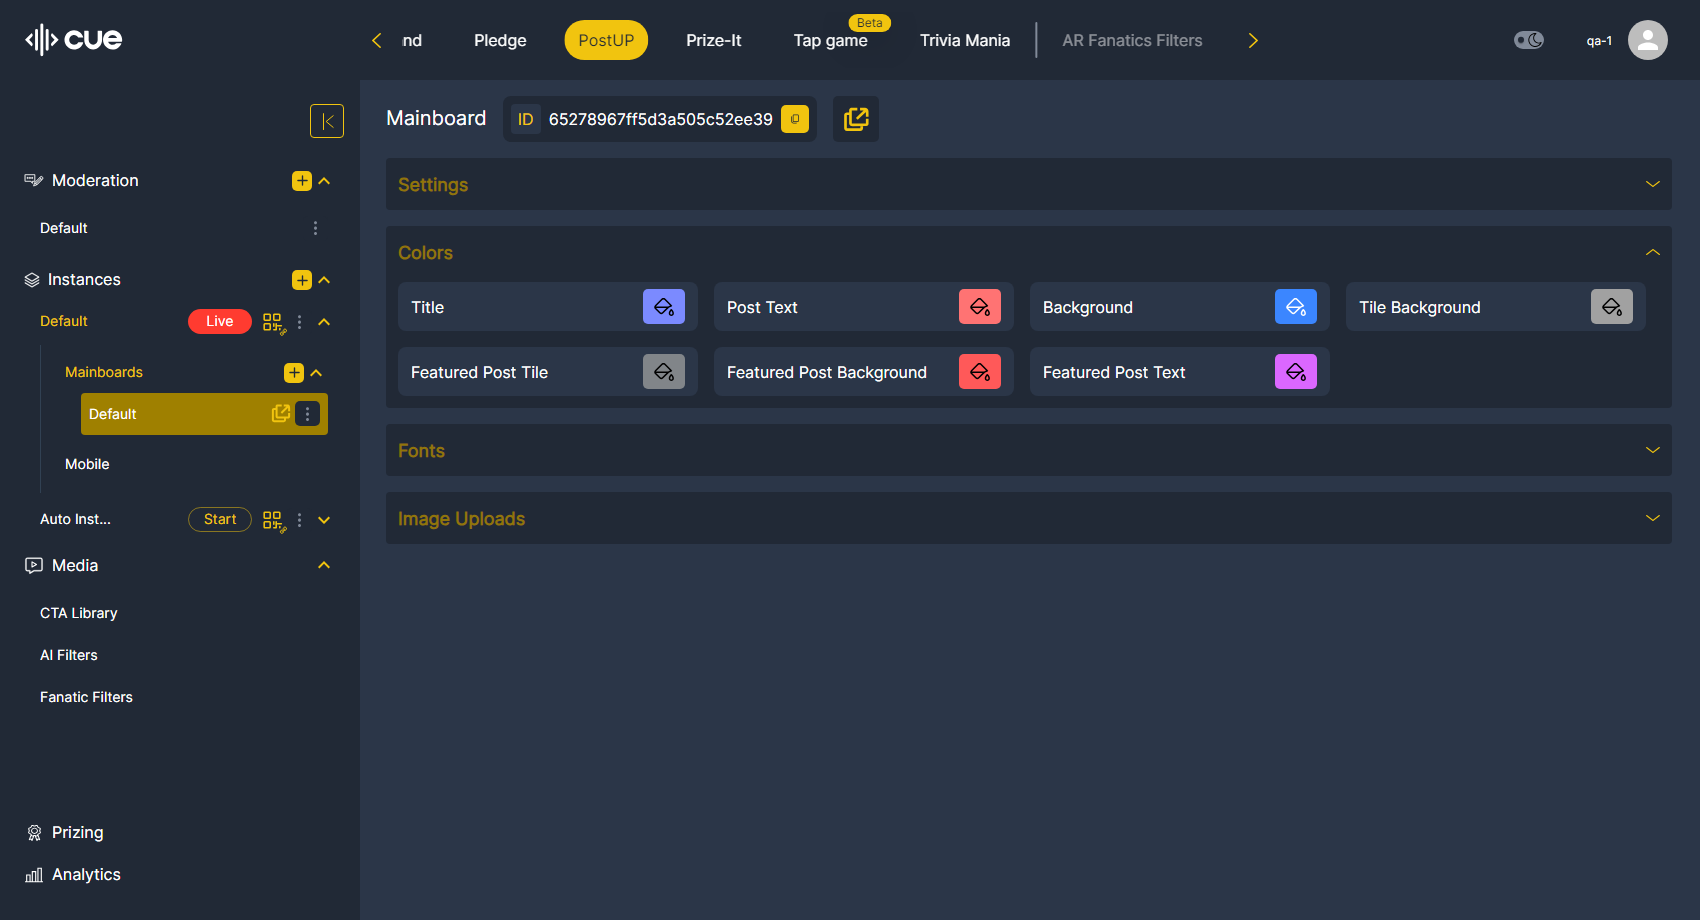 cue
nd
Pledge
PostUP
Prize-It
Beta
Tap game
Trivia Mania
AR Fanatics Filters
qa-1
Moderation
Default
Instances
Default
Live
Mainboards
Default
Mobile
Auto Inst...
Start
Media
CTA Library
AI Filters
Fanatic Filters
Prizing
Analytics
Mainboard
ID 65278967ff5d3a505c52ee39
Settings
Colors
Title
Post Text
Background
Tile Background
Featured Post Tile
Featured Post Background
Featured Post Text
Fonts
Image Uploads